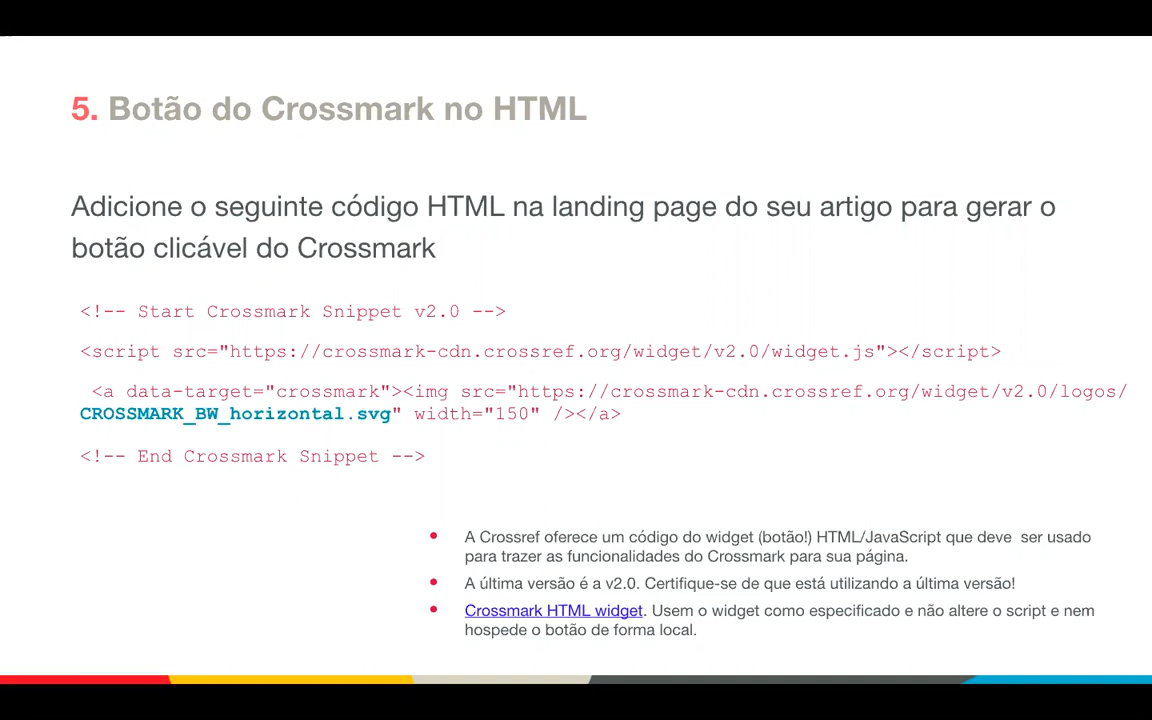 5. Botão do Crossmark no HTML
Adicione o seguinte código HTML na landing page do seu artigo para gerar o
botão clicável do Crossmark
<!-- Start Crossmark Snippet v2.0 -->
<script src="https://crossmark-cdn.crossref.org/widget/v2.0/widget.js"></script>
<a data-target="crossmark"><img src="https://crossmark-cdn.crossref.org/widget/v2.0/logos/
CROSSMARK_BW_horizontal.svg" width="150" /></a>
<!-- End Crossmark Snippet -->
• A Crossref oferece um código do widget (botão!) HTML/JavaScript que deve  ser usado
para trazer as funcionalidades do Crossmark para sua página.
• A última versão é a v2.0. Certifique-se de que está utilizando a última versão!
• Crossmark HTML widget. Usem o widget como especificado e não altere o script e nem
hospede o botão de forma local.